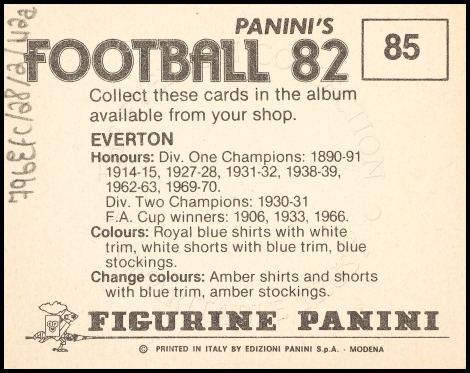 PANINI'S
FOOTBALL 82
85
Collect these cards in the album
available from your shop.
EVERTON
Honours: Div. One Champions: 1890-91
1914-15, 1927-28, 1931-32, 1938-39,
1962-63, 1969-70.
Div. Two Champions: 1930-31
F.A. Cup winners: 1906, 1933, 1966.
Colours: Royal blue shirts with white
trim, white shorts with blue trim, blue
stockings.
Change colours: Amber shirts and shorts
with blue trim, amber stockings.
FIGURINE PANINI
© PRINTED IN ITALY BY EDIZIONI PANINI S.p.A. - MODENA
796EFC/28/2/422